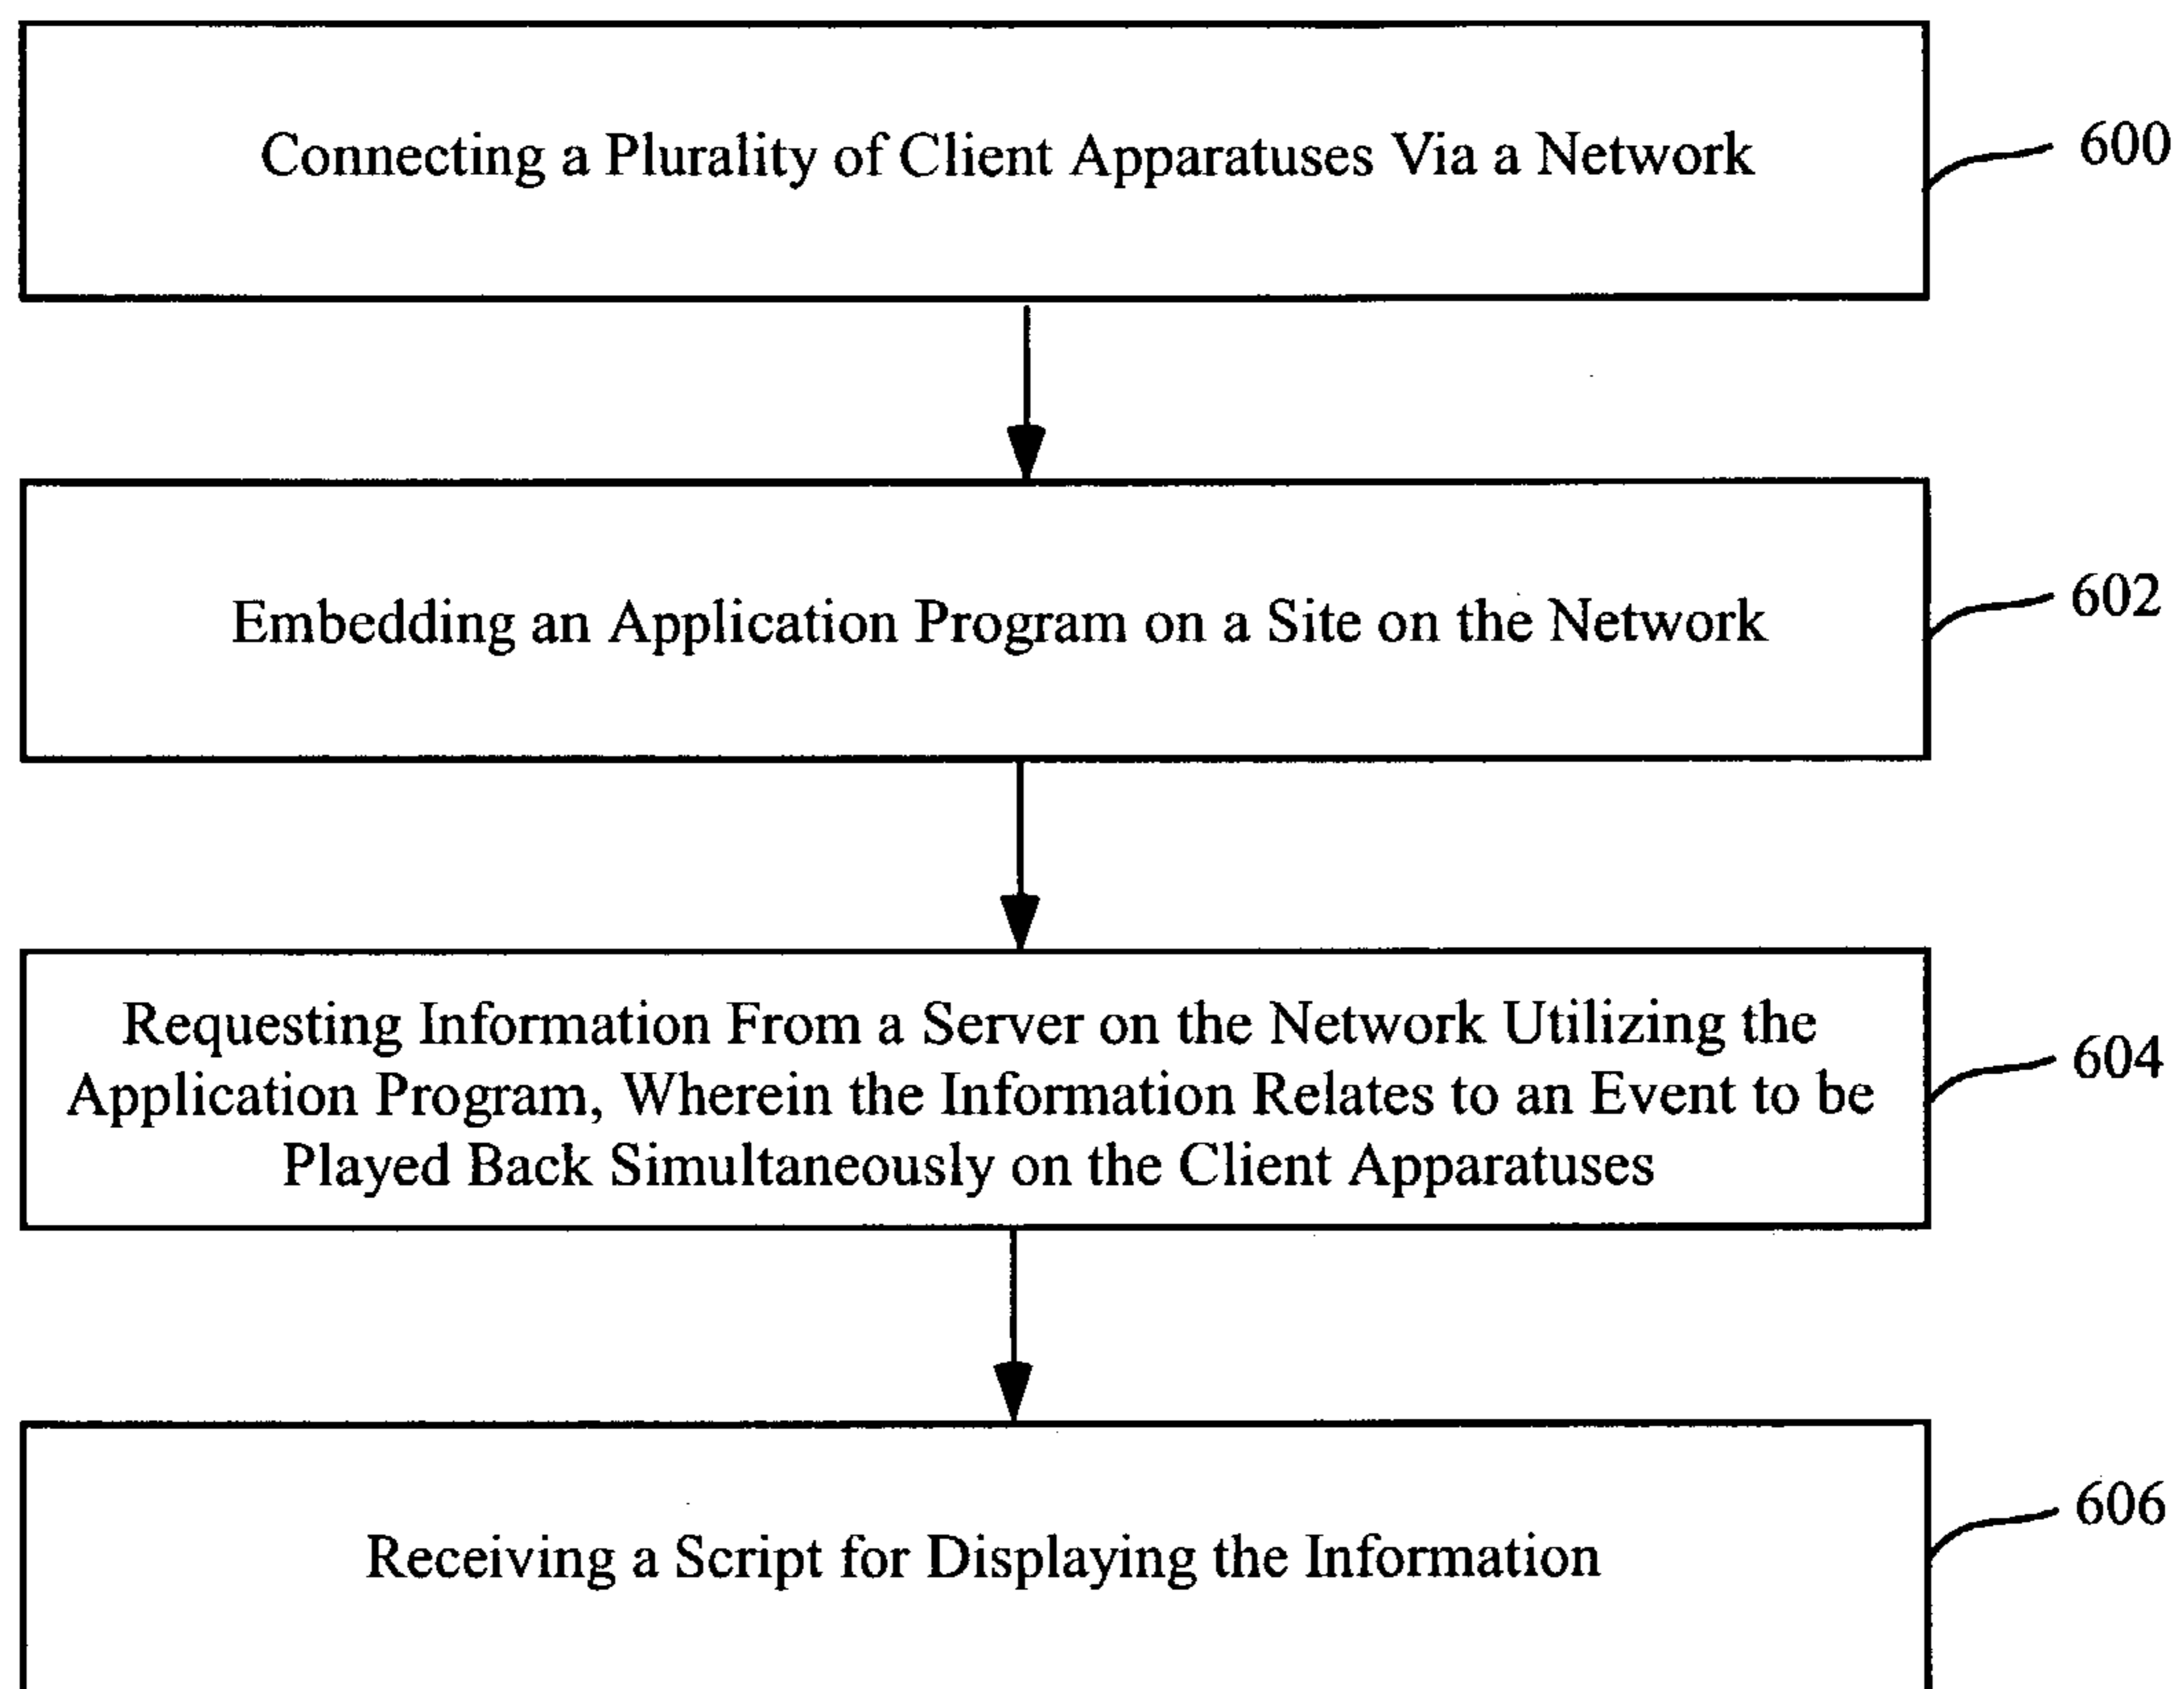 Connecting a Plurality of Client Apparatuses Via a Network
600
Embedding an Application Program on a Site on the Network
602
Requesting Information From a Server on the Network Utilizing the
Application Program, Wherein the Information Relates to an Event to be
Played Back Simultaneously on the Client Apparatuses
604
Receiving a Script for Displaying the Information
606